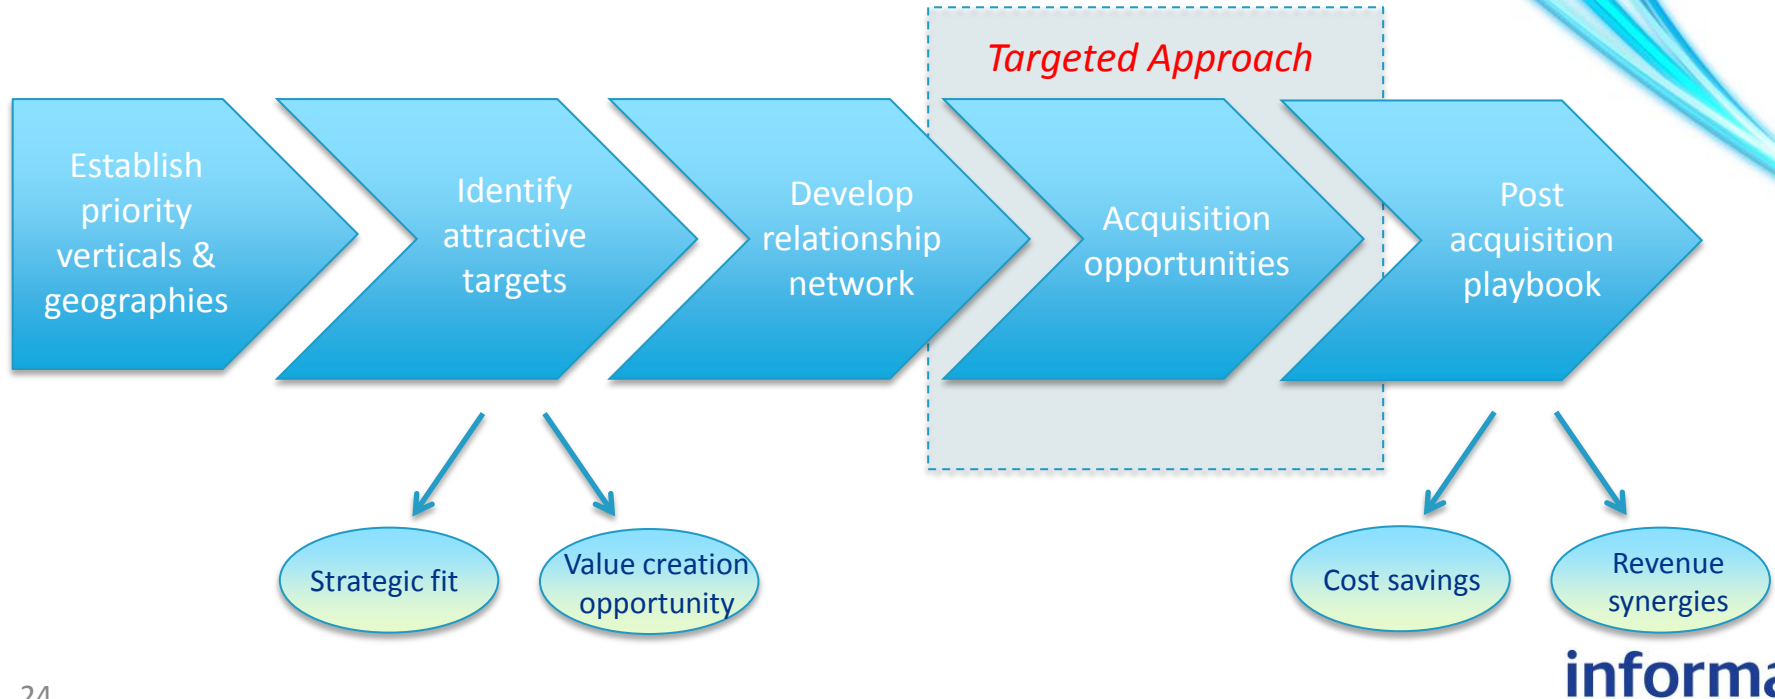 Targeted Approach
Establish
priority
verticals &
geographies
Identify
attractive
targets
Develop
relationship
network
Acquisition
opportunities
Post
acquisition
playbook
Strategic fit
Value creation
opportunity
Cost savings
Revenue
synergies
informa
24